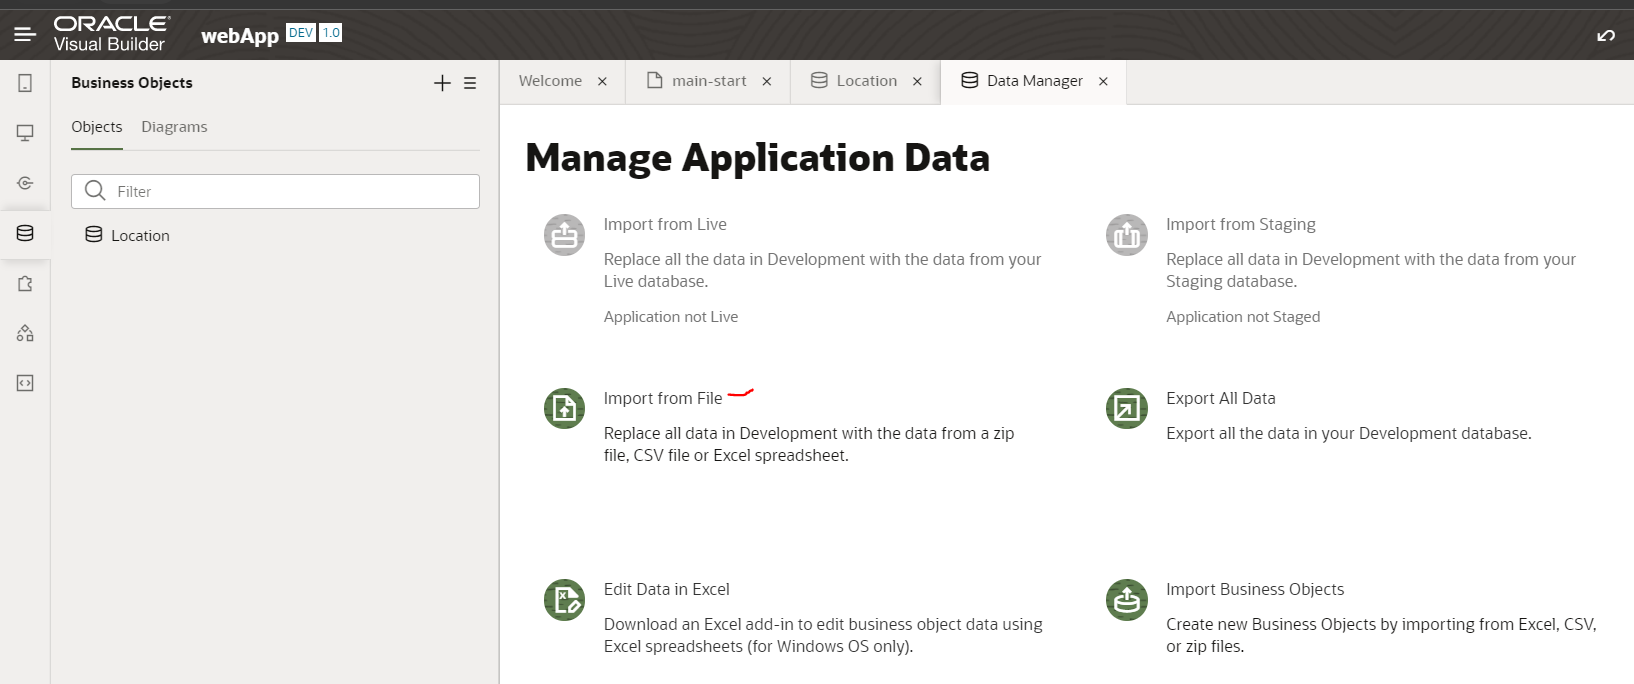 ORACLE
Visual Builder
webApp DEV 1.0
Business Objects
Objects Diagrams
Filter
Location
Welcome
main-start
Location
Data Manager
Manage Application Data
Import from Live
Replace all the data in Development with the data from your
Live database.
Application not Live
Import from Staging
Replace all data in Development with the data from your
Staging database.
Application not Staged
Import from File
Replace all data in Development with the data from a zip
file, CSV file or Excel spreadsheet.
Export All Data
Export all the data in your Development database.
Edit Data in Excel
Download an Excel add-in to edit business object data using
Excel spreadsheets (for Windows OS only).
Import Business Objects
Create new Business Objects by importing from Excel, CSV,
or zip files.